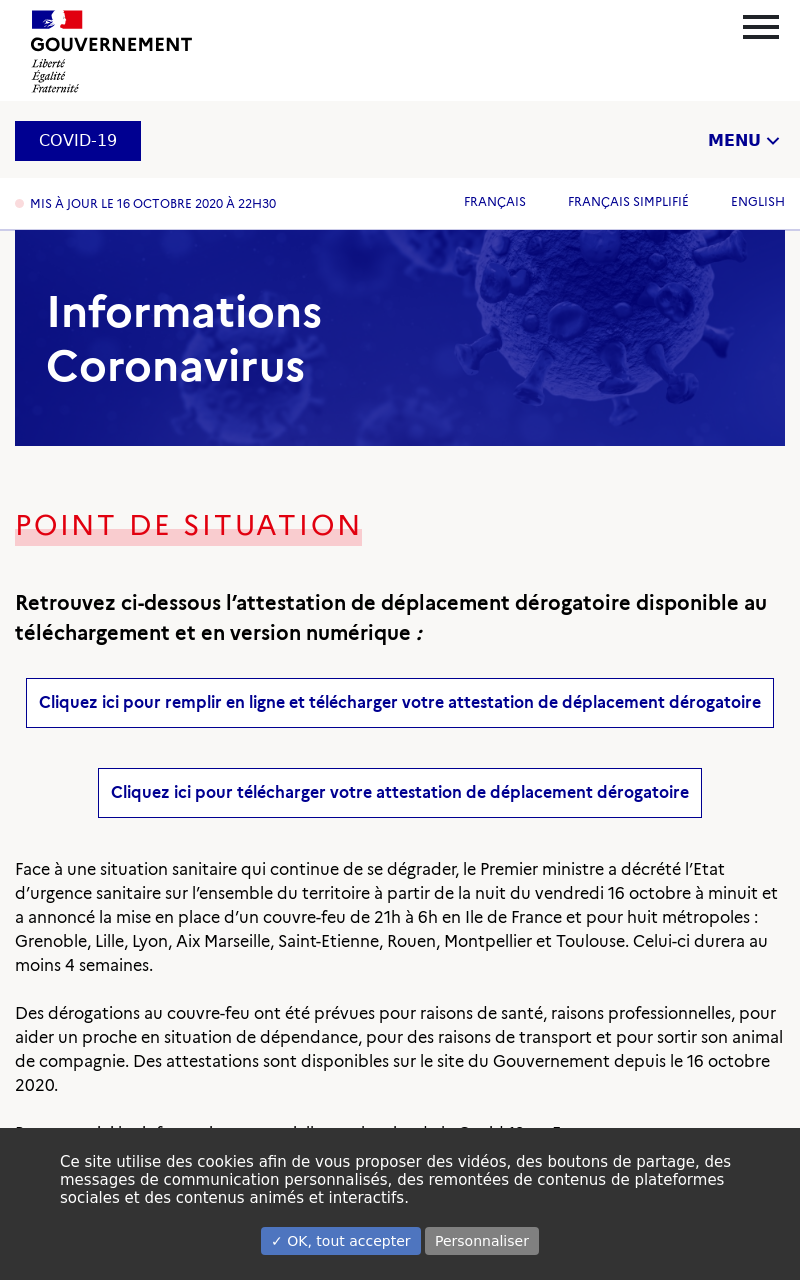 GOUVERNEMENT
Liberté
Égalité
Fraternité
COVID-19
MENU
MIS À JOUR LE 16 OCTOBRE 2020 À 22H30
FRANÇAIS
FRANÇAIS SIMPLIFIÉ
ENGLISH
Informations
Coronavirus
POINT DE SITUATION
Retrouvez ci-dessous l’attestation de déplacement dérogatoire disponible au
téléchargement et en version numérique :
Cliquez ici pour remplir en ligne et télécharger votre attestation de déplacement dérogatoire
Cliquez ici pour télécharger votre attestation de déplacement dérogatoire
Face à une situation sanitaire qui continue de se dégrader, le Premier ministre a décrété l’Etat
d’urgence sanitaire sur l’ensemble du territoire à partir de la nuit du vendredi 16 octobre à minuit et
a annoncé la mise en place d’un couvre-feu de 21h à 6h en Ile de France et pour huit métropoles :
Grenoble, Lille, Lyon, Aix Marseille, Saint-Etienne, Rouen, Montpellier et Toulouse. Celui-ci durera au
moins 4 semaines.
Des dérogations au couvre-feu ont été prévues pour raisons de santé, raisons professionnelles, pour
aider un proche en situation de dépendance, pour des raisons de transport et pour sortir son animal
de compagnie. Des attestations sont disponibles sur le site du Gouvernement depuis le 16 octobre
2020.
Ce site utilise des cookies afin de vous proposer des vidéos, des boutons de partage, des
messages de communication personnalisés, des remontées de contenus de plateformes
sociales et des contenus animés et interactifs.
✓ OK, tout accepter
Personnaliser